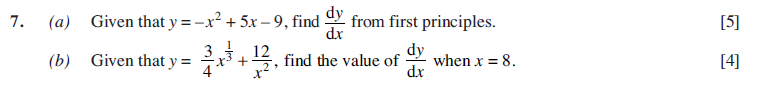 7. (a) Given that y = –x² + 5x – 9, find dy/dx from first principles. [5]
(b) Given that y = 3/4 x^(1/3) + 12/x², find the value of dy/dx when x = 8. [4]